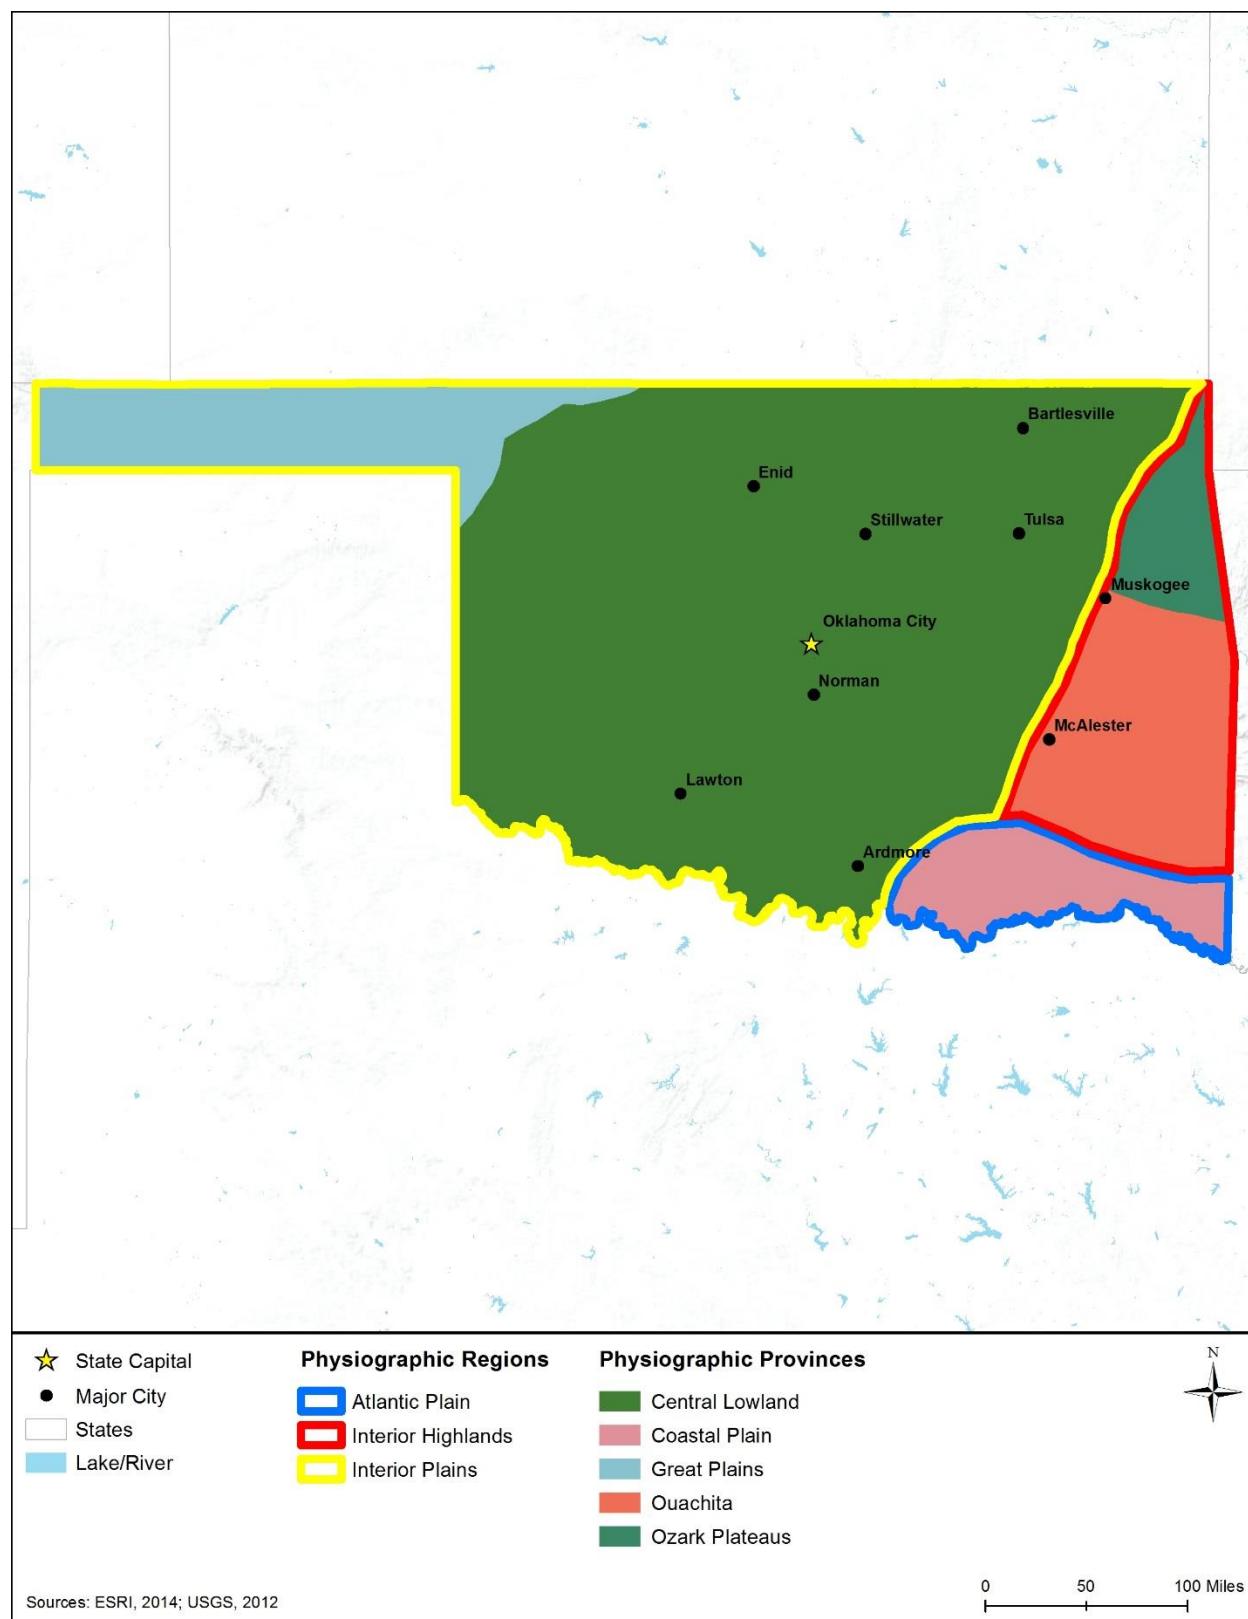 Bartlesville
Enid
Stillwater
Tulsa
Muskogee
Oklahoma City
Norman
McAlester
Lawton
Ardmore
State Capital
Major City
States
Lake/River
Physiographic Regions
Atlantic Plain
Interior Highlands
Interior Plains
Physiographic Provinces
Central Lowland
Coastal Plain
Great Plains
Ouachita
Ozark Plateaus
N
0 50 100 Miles
Sources: ESRI, 2014; USGS, 2012